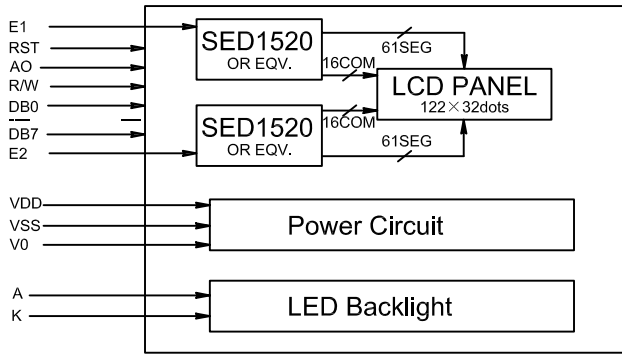 E1
RST
AO
R/W
DB0
DB7
E2
SED1520
OR EQV.
61SEG
16COM
LCD PANEL
122×32dots
SED1520
OR EQV.
16COM
61SEG
VDD
VSS
V0
Power Circuit
A
K
LED Backlight